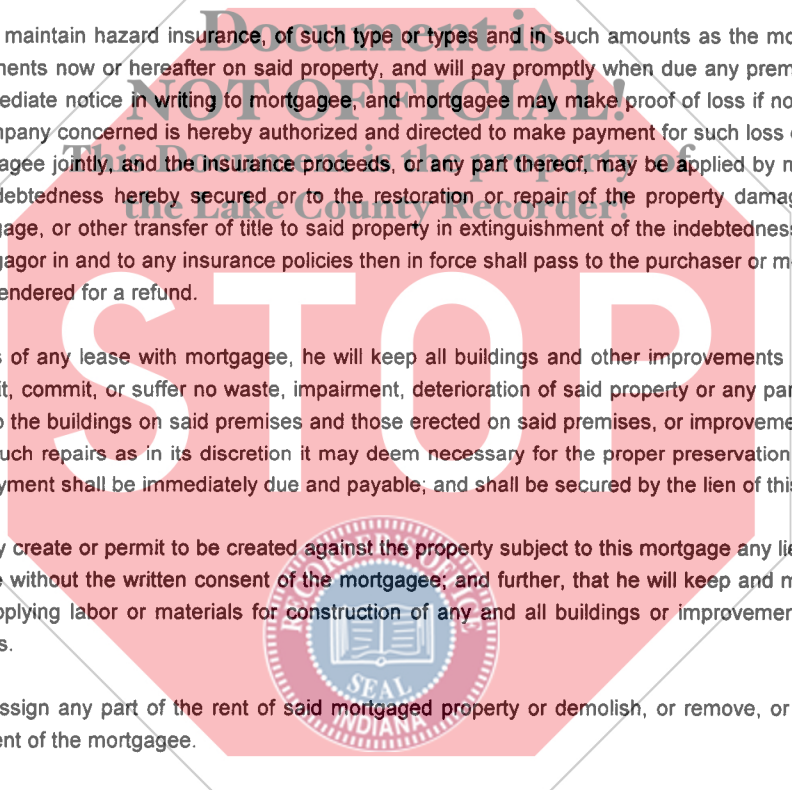 Document is
maintain hazard insurance, of such type or types and in such amounts as the mo
ments now or hereafter on said property, and will pay promptly when due any prem
NOT OFFICIAL!
ediate notice in writing to mortgagee, and mortgagee may make proof of loss if no
mpany concerned is hereby authorized and directed to make payment for such loss
This Document is the property of
agee jointly, and the insurance proceeds, or any part thereof, may be applied by m
the Lake County Recorder!
debtedness hereby secured or to the restoration or repair of the property damag
gage, or other transfer of title to said property in extinguishment of the indebtednes
gagor in and to any insurance policies then in force shall pass to the purchaser or m
endered for a refund.
STOP
s of any lease with mortgagee, he will keep all buildings and other improvements
it, commit, or suffer no waste, impairment, deterioration of said property or any par
o the buildings on said premises and those erected on said premises, or improveme
uch repairs as in its discretion it may deem necessary for the proper preservation
yment shall be immediately due and payable; and shall be secured by the lien of this
y create or permit to be created against the property subject to this mortgage any lie
e without the written consent of the mortgagee; and further, that he will keep and m
pplying labor or materials for construction of any and all buildings or improvemen
s.
RECORDER'S OFFICE
SEAL
INDIANA
ssign any part of the rent of said mortgaged property or demolish, or remove, or
ent of the mortgagee.